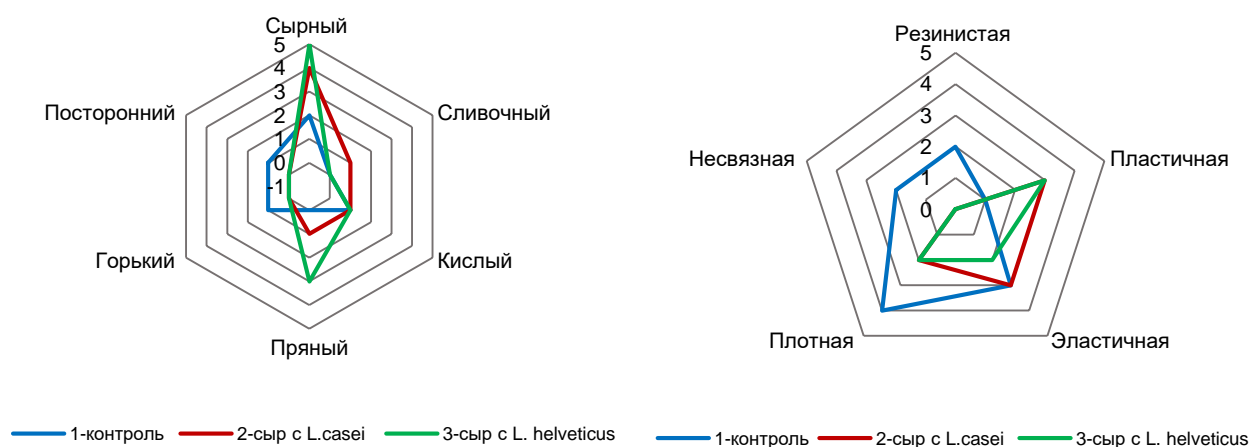 Сырный
5
4
3
2
1
0
-1
Сливочный
Кислый
Пряный
Горький
Посторонний
1-контроль 2-сыр с L.casei 3-сыр с L. helveticus
Резинистая
5
4
3
2
1
0
Пластичная
Эластичная
Плотная
Несвязная
1-контроль 2-сыр с L.casei 3-сыр с L. helveticus